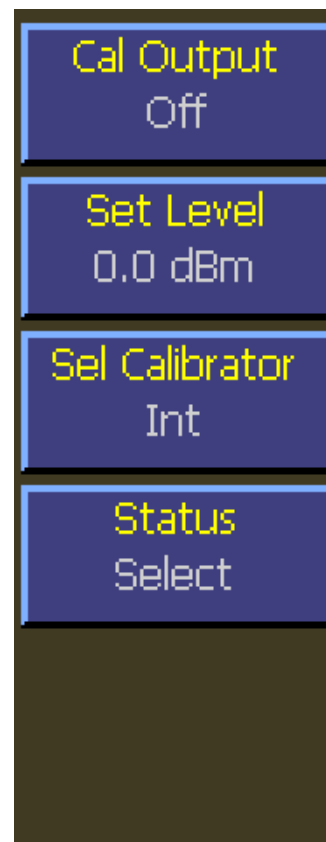 Cal Output
Off
Set Level
0.0 dBm
Sel Calibrator
Int
Status
Select